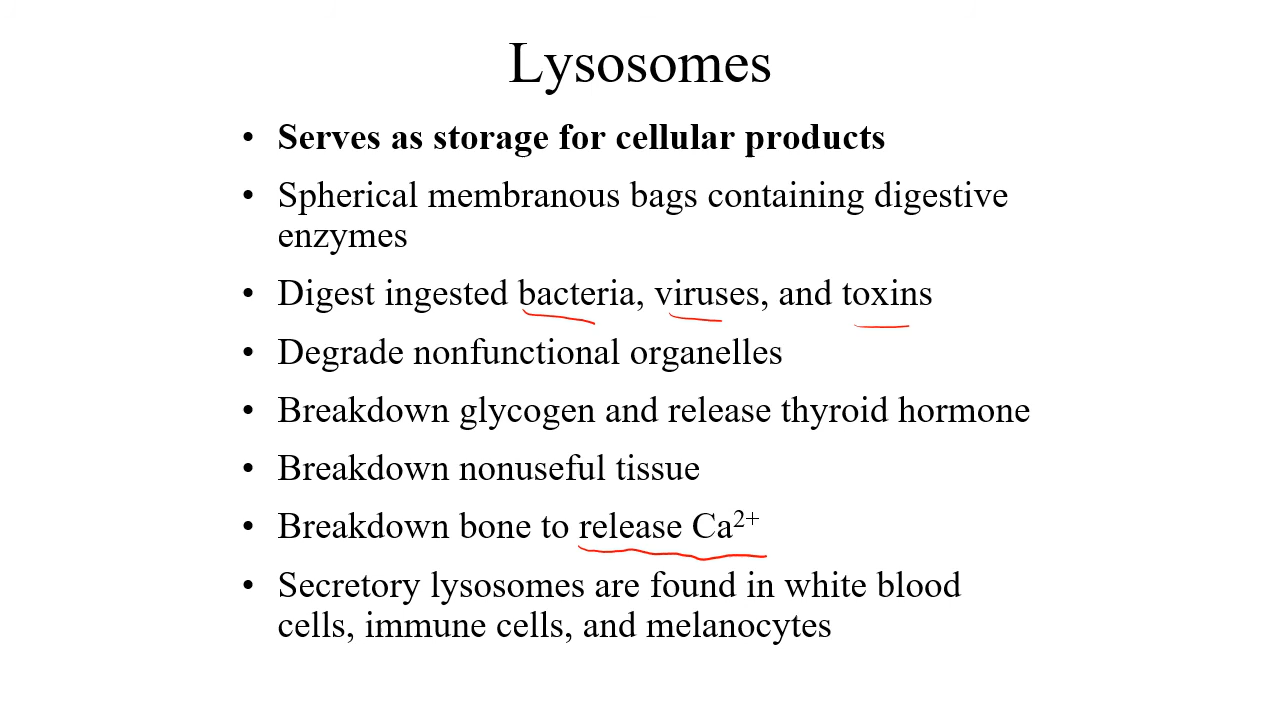 Lysosomes
• Serves as storage for cellular products
• Spherical membranous bags containing digestive
enzymes
• Digest ingested bacteria, viruses, and toxins
• Degrade nonfunctional organelles
• Breakdown glycogen and release thyroid hormone
• Breakdown nonuseful tissue
• Breakdown bone to release Ca²⁺
• Secretory lysosomes are found in white blood
cells, immune cells, and melanocytes